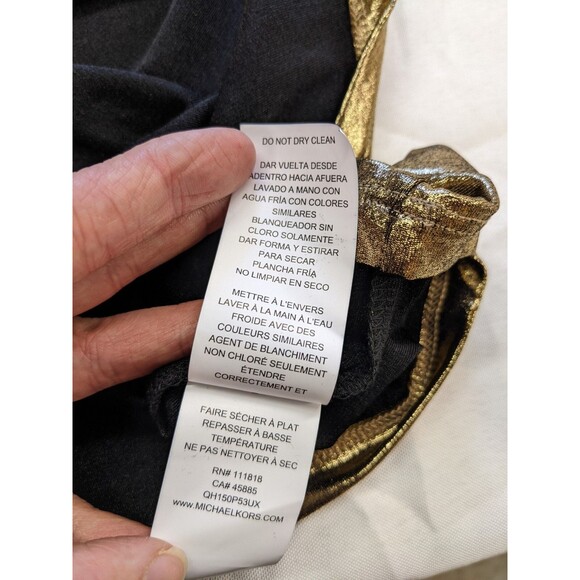 DO NOT DRY CLEAN
DAR VUELTA DESDE
ADENTRO HACIA AFUERA
LAVADO A MANO CON
AGUA FRÍA CON COLORES
SIMILARES
BLANQUEADOR SIN
CLORO SOLAMENTE
DAR FORMA Y ESTIRAR
PARA SECAR
PLANCHA FRÍA
NO LIMPIAR EN SECO
METTRE À L'ENVERS
LAVER À LA MAIN À L'EAU
FROIDE AVEC DES
COULEURS SIMILAIRES
AGENT DE BLANCHIMENT
NON CHLORÉ SEULEMENT
ÉTENDRE
CORRECTEMENT ET
FAIRE SÉCHER À PLAT
REPASSER À BASSE
TEMPÉRATURE
NE PAS NETTOYER À SEC
RN# 111818
CA# 45885
QH150P53UX
WWW.MICHAELKORS.COM